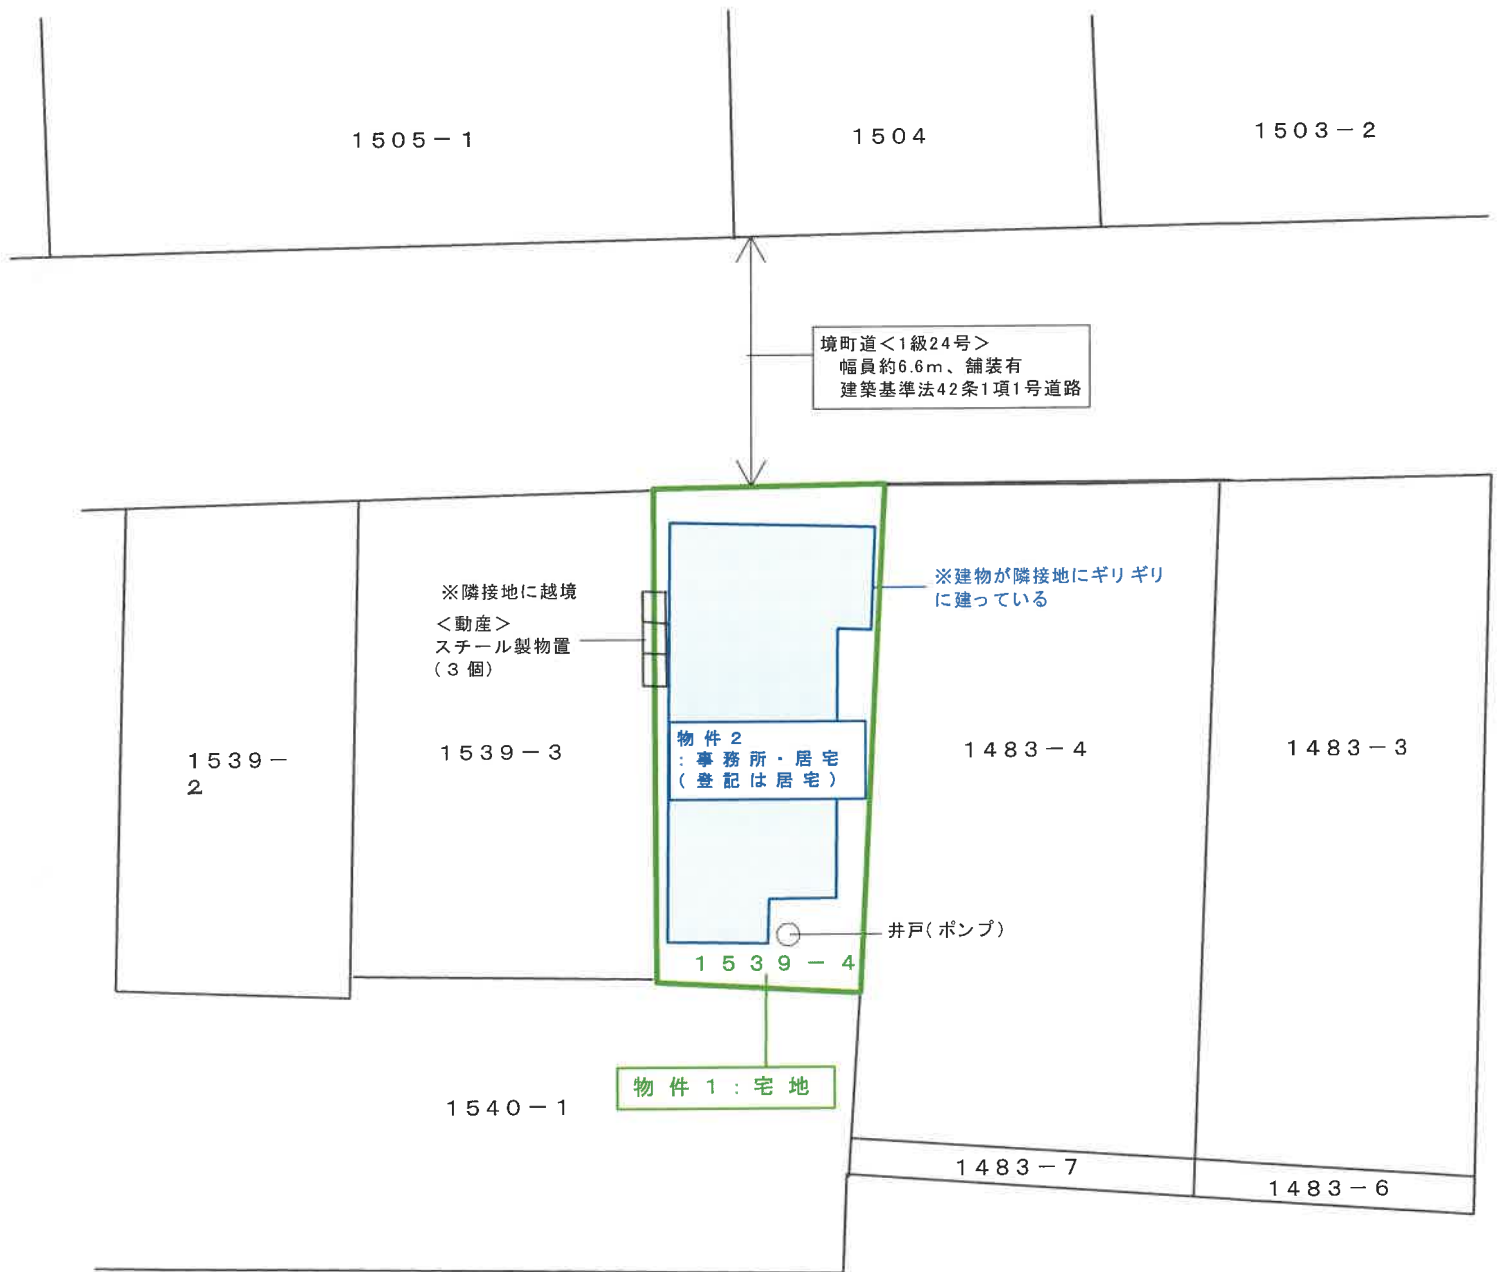 1505-1
1504
1503-2
境町道<1級24号>
幅員約6.6m、舗装有
建築基準法42条1項1号道路
※隣接地に越境
<動産>
スチール製物置
(3個)
※建物が隣接地にギリギリ
に建っている
1539-
2
1539-3
物件2
:事務所・居宅
(登記は居宅)
1483-4
1483-3
井戸(ポンプ)
1539-4
物件1:宅地
1540-1
1483-7
1483-6